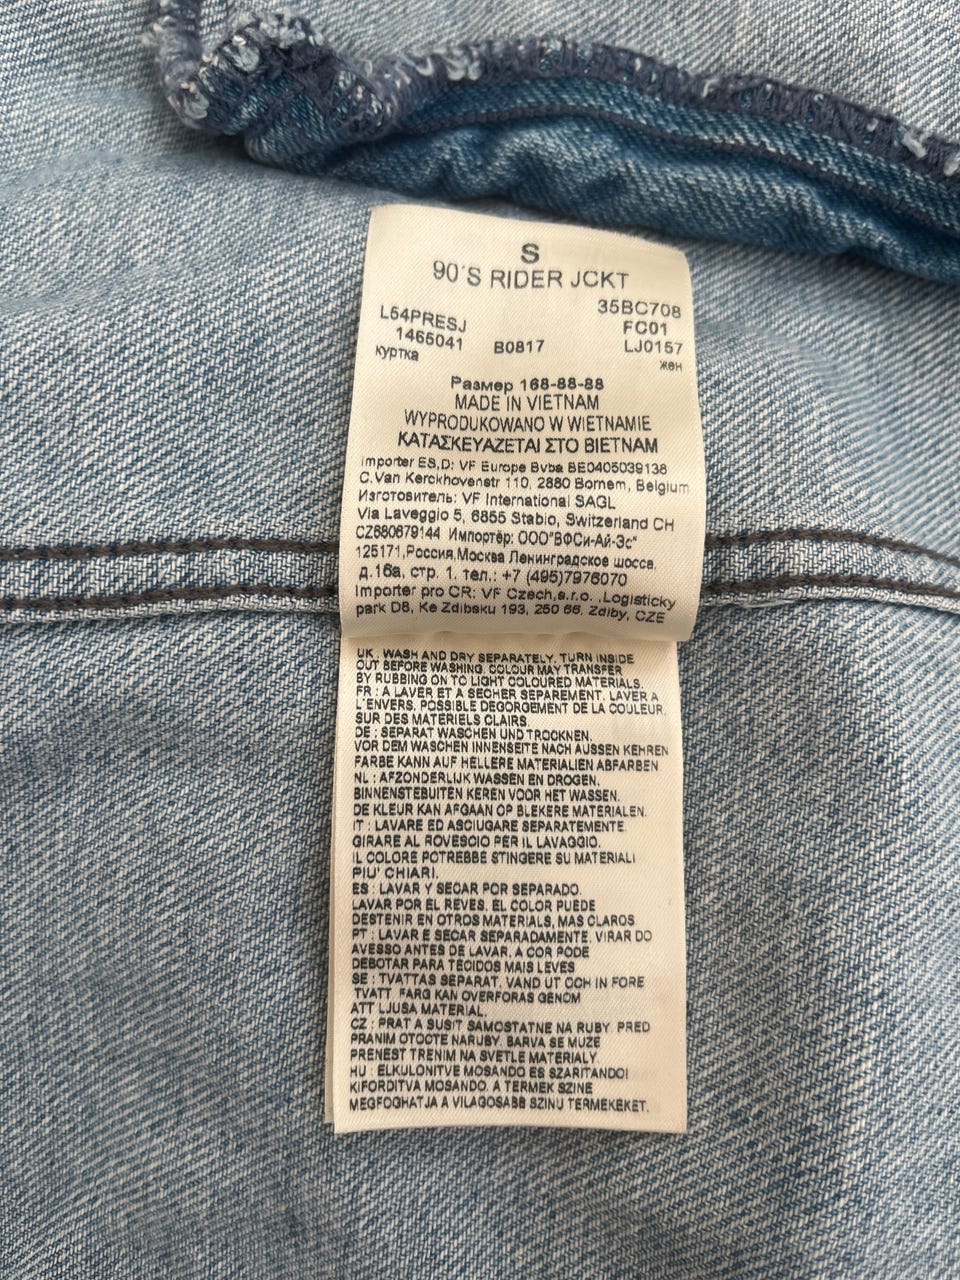 S
90´S RIDER JCKT
L54PRESJ 35BC708
1465041 B0817 FC01
куртка LJ0157
жен
Размер 168-88-88
MADE IN VIETNAM
WYPRODUKOWANO W WIETNAMIE
ΚΑΤΑΣΚΕΥΑΖΕΤΑΙ ΣΤΟ ΒΙΕΤΝΑΜ
Importer ES,D: VF Europe Bvba BE0405039138
C.Van Kerckhovenstr 110, 2880 Bornem, Belgium
Изготовитель: VF International SAGL
Via Laveggio 5, 6855 Stabio, Switzerland CH
CZ680679144 Импортёр: ООО"ВФСи-Ай-Эс"
125171,Россия,Москва Ленинградское шосса,
д.16а, стр. 1. тел.: +7 (495)7976070
Importer pro CR: VF Czech,s.r.o. ,Logisticky
park D8, Ke Zdibsku 193, 250 66, Zdiby, CZE
UK : WASH AND DRY SEPARATELY. TURN INSIDE
OUT BEFORE WASHING. COLOUR MAY TRANSFER
BY RUBBING ON TO LIGHT COLOURED MATERIALS.
FR : A LAVER ET A SECHER SEPAREMENT. LAVER A
L´ENVERS. POSSIBLE DEGORGEMENT DE LA COULEUR.
SUR DES MATERIELS CLAIRS.
DE : SEPARAT WASCHEN UND TROCKNEN.
VOR DEM WASCHEN INNENSEITE NACH AUSSEN KEHREN
FARBE KANN AUF HELLERE MATERIALIEN ABFARBEN
NL : AFZONDERLIJK WASSEN EN DROGEN.
BINNENSTEBUITEN KEREN VOOR HET WASSEN.
DE KLEUR KAN AFGAAN OP BLEKERE MATERIALEN.
IT : LAVARE ED ASCIUGARE SEPARATEMENTE.
GIRARE AL ROVESCIO PER IL LAVAGGIO.
IL COLORE POTREBBE STINGERE SU MATERIALI
PIU' CHIARI.
ES : LAVAR Y SECAR POR SEPARADO.
LAVAR POR EL REVES. EL COLOR PUEDE
DESTENIR EN OTROS MATERIALS, MAS CLAROS
PT : LAVAR E SECAR SEPARADAMENTE. VIRAR DO
AVESSO ANTES DE LAVAR. A COR PODE
DEBOTAR PARA TECIDOS MAIS LEVES
SE : TVATTAS SEPARAT. VAND UT OCH IN FORE
TVATT. FARG KAN OVERFORAS GENOM
ATT LJUSA MATERIAL.
CZ : PRAT A SUSIT SAMOSTATNE NA RUBY. PRED
PRANIM OTOCTE NARUBY. BARVA SE MUZE
PRENEST TRENIM NA SVETLE MATERIALY
HU : ELKULONITVE MOSANDO ES SZARITANDO!
KIFORDITVA MOSANDO. A TERMEK SZINE
MEGFOGHATJA A VILAGOSABB SZINU TERMEKEKET.